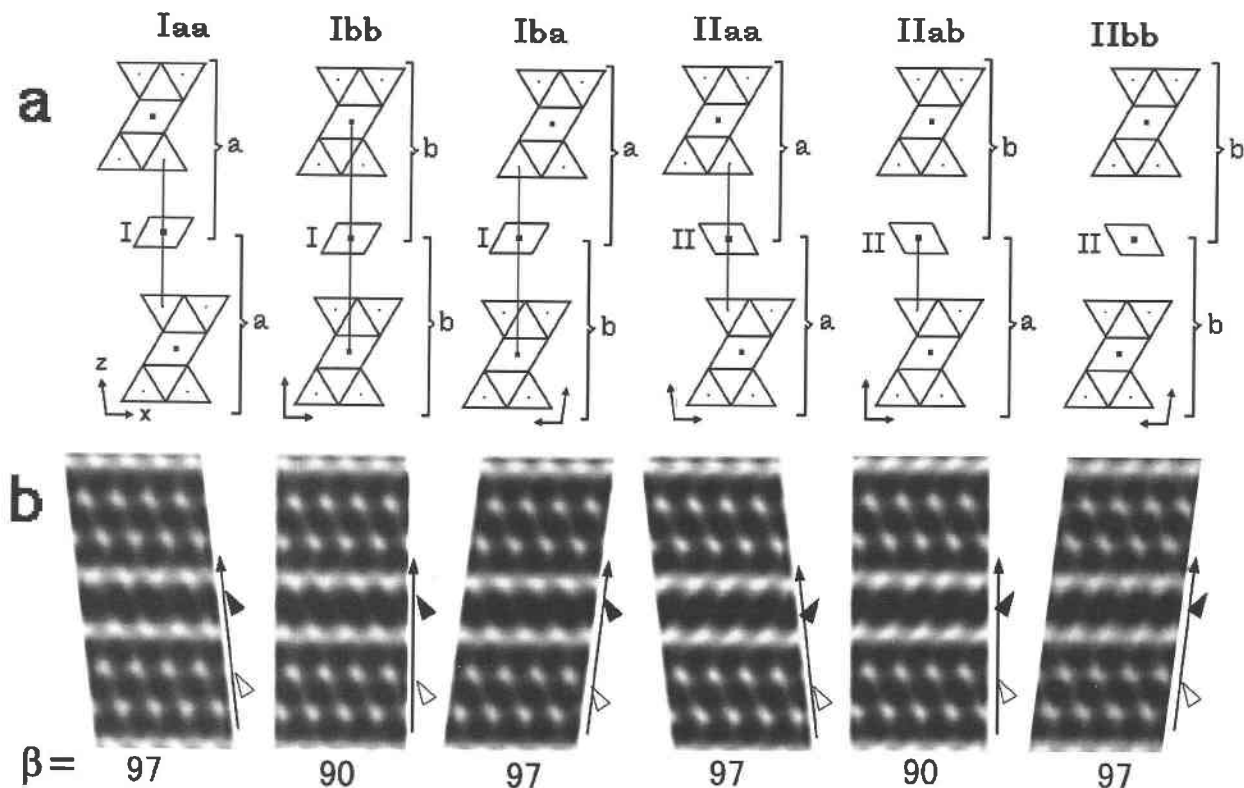 Iaa Ibb Iba IIaa IIab IIbb
a
a b a a b b
I I I II II II
a b b a a b
z
x
b
β = 97 90 97 97 90 97